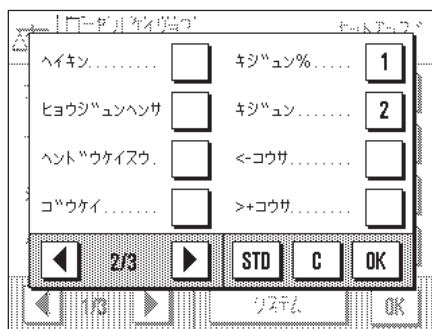 ヘイキン......... キジ"ュン%..... 1
ヒョウジ"ュンヘンサ キジ"ュン....... 2
ヘンド"ウケイスウ. <-コウサ.......
ゴ"ウケイ........ >+コウサ.......
2/3 STD C OK
1/3 システム OK